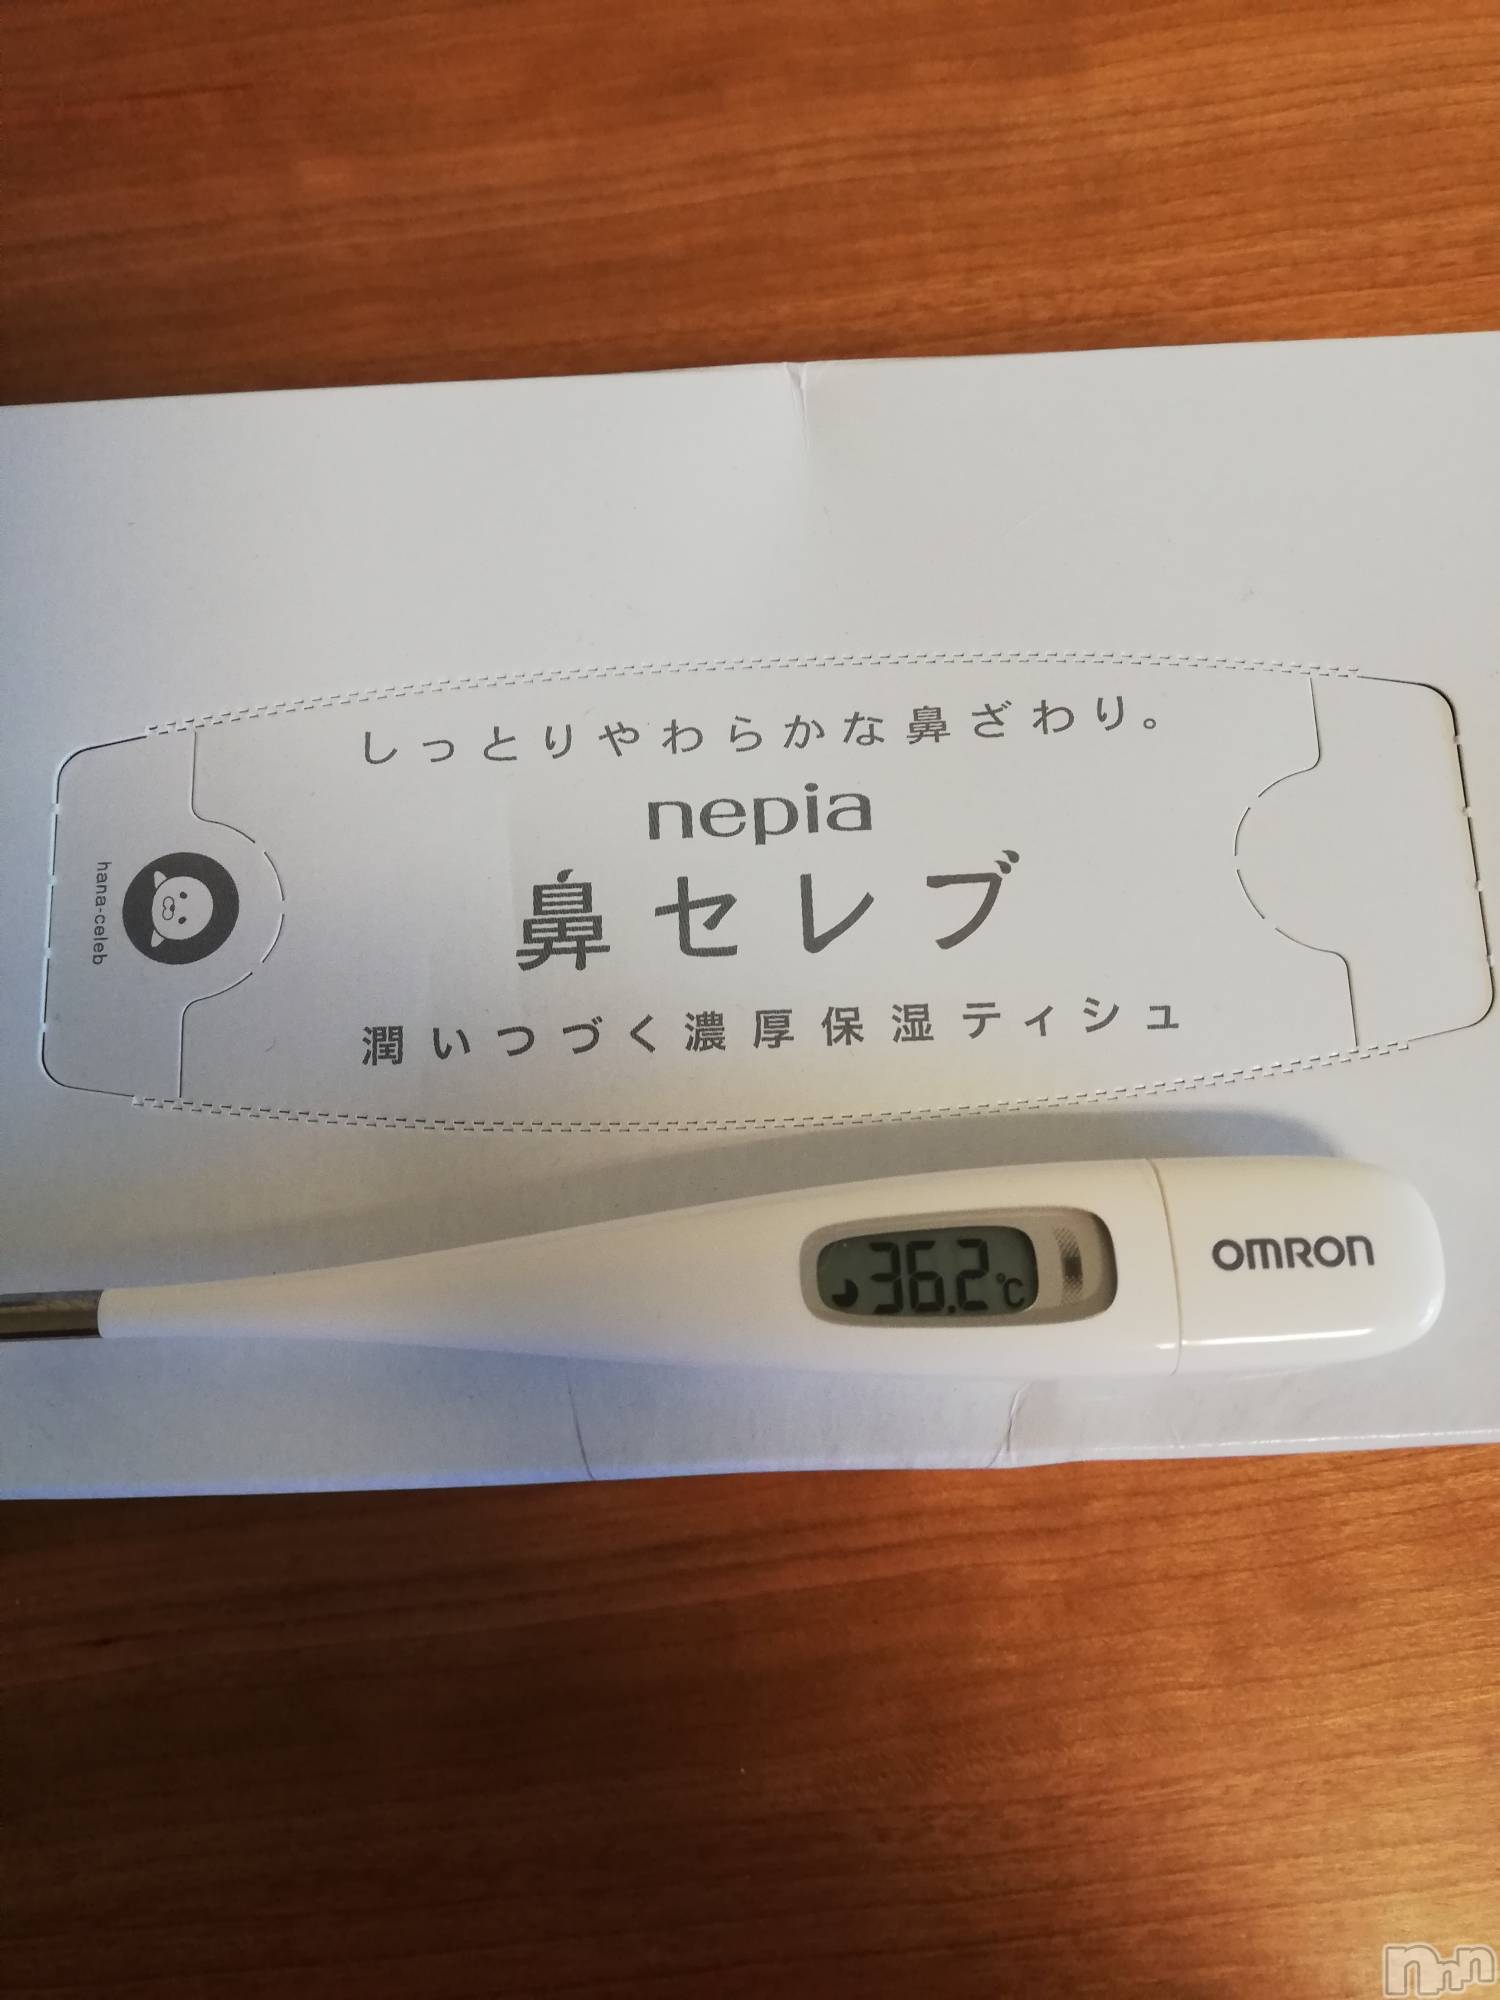 しっとりやわらかな鼻ざわり。
nepia
鼻セレブ
hana-celeb
潤いつづく濃厚保湿ティシュ
36.2℃
OMRON
nnn